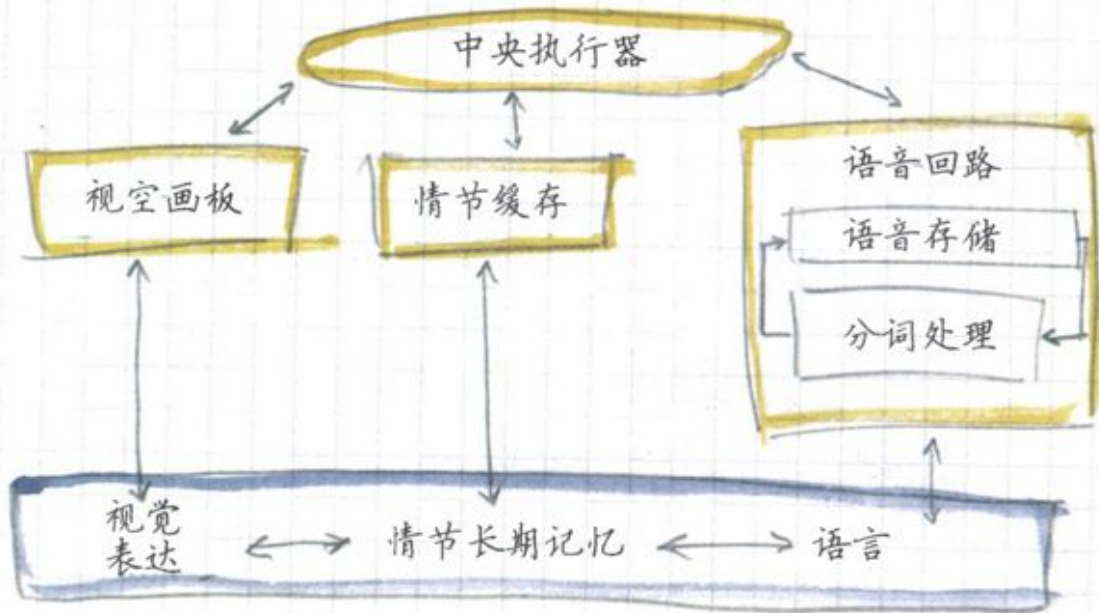 中央执行器
视空画板
情节缓存
语音回路
语音存储
分词处理
视觉
表达
情节长期记忆
语言